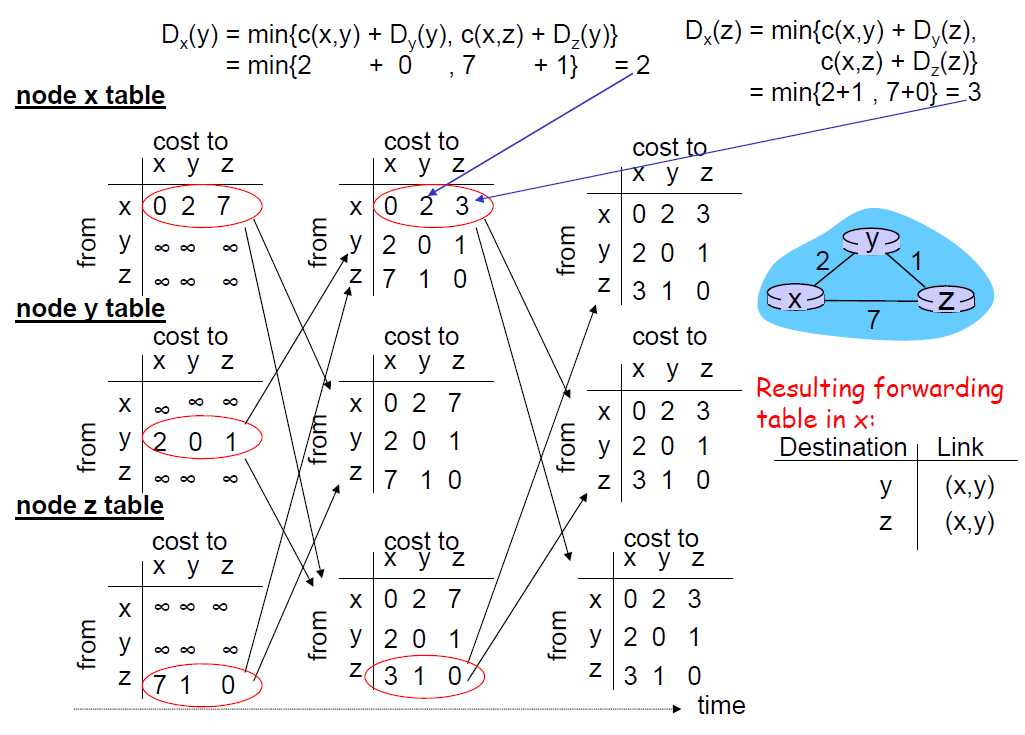 Dx(y) = min{c(x,y) + Dy(y), c(x,z) + Dz(y)}
= min{2 + 0 , 7 + 1} = 2
Dx(z) = min{c(x,y) + Dy(z),
c(x,z) + Dz(z)}
= min{2+1 , 7+0} = 3
node x table
cost to
x y z
from
x 0 2 7
y ∞ ∞ ∞
z ∞ ∞ ∞
cost to
x y z
from
x 0 2 3
y 2 0 1
z 7 1 0
cost to
x y z
from
x 0 2 3
y 2 0 1
z 3 1 0
node y table
cost to
x y z
from
x ∞ ∞ ∞
y 2 0 1
z ∞ ∞ ∞
cost to
x y z
from
x 0 2 7
y 2 0 1
z 7 1 0
cost to
x y z
from
x 0 2 3
y 2 0 1
z 3 1 0
node z table
cost to
x y z
from
x ∞ ∞ ∞
y ∞ ∞ ∞
z 7 1 0
cost to
x y z
from
x 0 2 7
y 2 0 1
z 3 1 0
cost to
x y z
from
x 0 2 3
y 2 0 1
z 3 1 0
time
y
2 1
x z
7
Resulting forwarding
table in x:
Destination Link
y (x,y)
z (x,y)